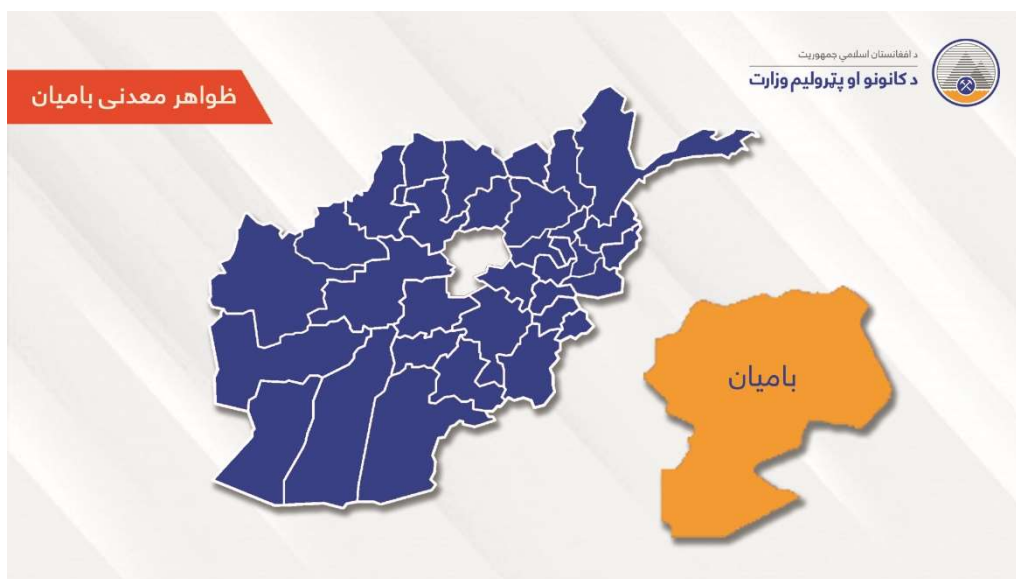 د افغانستان اسلامي جمهوریت
د کانونو او پټرولیم وزارت
ظواهر معدنی بامیان
بامیان